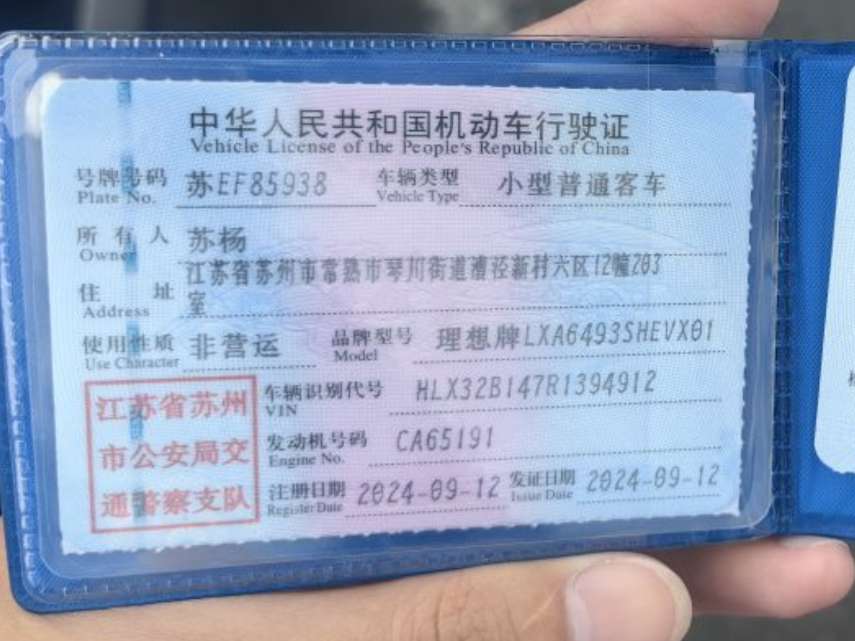 中华人民共和国机动车行驶证
Vehicle License of the People's Republic of China
号牌号码 苏EF85938 车辆类型 小型普通客车
Plate No. Vehicle Type
所有人 苏杨
Owner
住址 江苏省苏州市常熟市琴川街道漕泾新村六区12幢203
室
Address
使用性质 非营运 品牌型号 理想牌LXA6493SHEVX01
Use Character Model
车辆识别代号 HLX32B147R1394912
VIN
发动机号码 CA65191
Engine No.
注册日期 2024-09-12 发证日期 2024-09-12
Register Date Issue Date
江苏省苏州
市公安局交
通警察支队